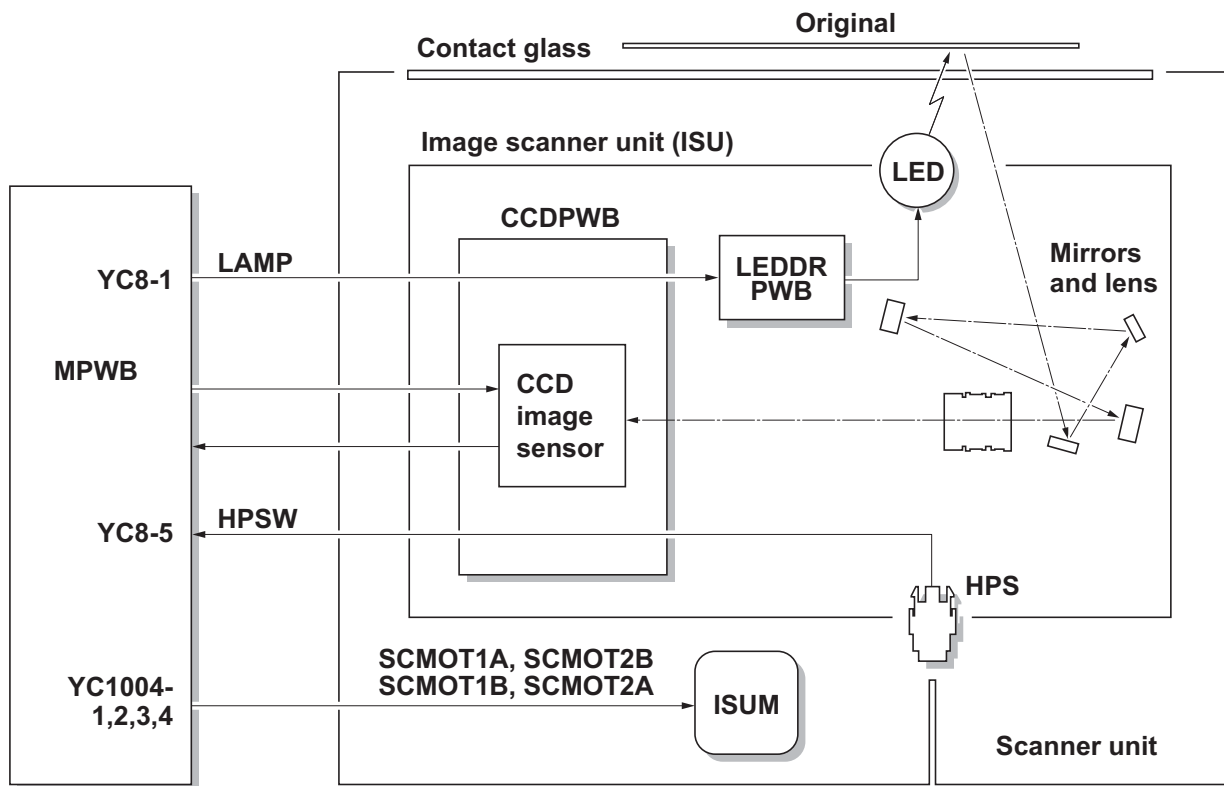 Original
Contact glass
Image scanner unit (ISU)
LED
CCDPWB
LAMP
YC8-1
LEDDR
PWB
Mirrors
and lens
MPWB
CCD
image
sensor
HPSW
YC8-5
HPS
SCMOT1A, SCMOT2B
SCMOT1B, SCMOT2A
YC1004-
1,2,3,4
ISUM
Scanner unit